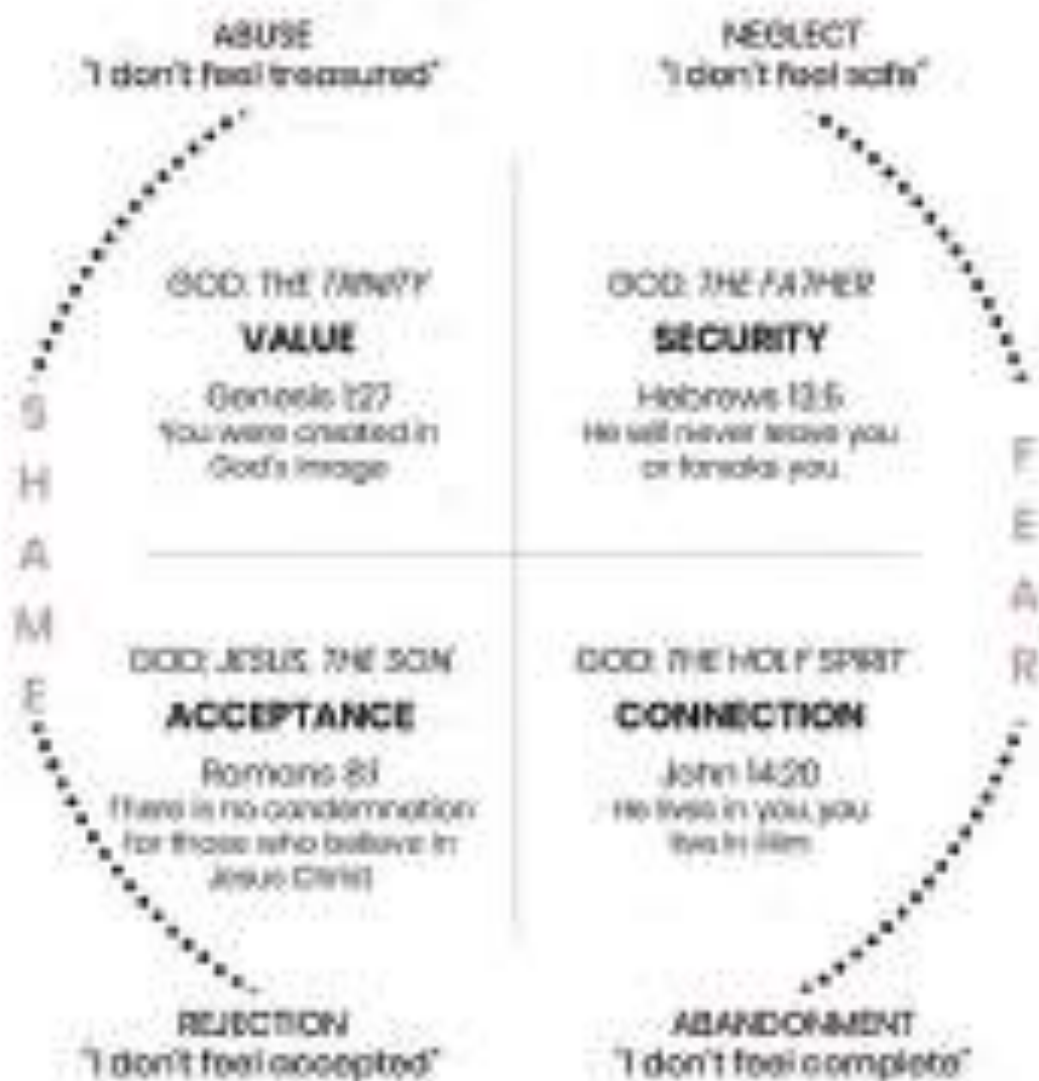 ABUSE
"I don't feel treasured"
NEGLECT
"I don't feel safe"
GOD: THE TRINITY
VALUE
Genesis 1:27
You were created in
God's image
GOD: THE FATHER
SECURITY
Hebrews 13:5
He will never leave you
or forsake you
SHAME
FEAR
GOD: JESUS, THE SON
ACCEPTANCE
Romans 8:1
There is no condemnation
for those who believe in
Jesus Christ
GOD: THE HOLY SPIRIT
CONNECTION
John 14:20
He lives in you, you
live in Him
REJECTION
"I don't feel accepted"
ABANDONMENT
"I don't feel complete"